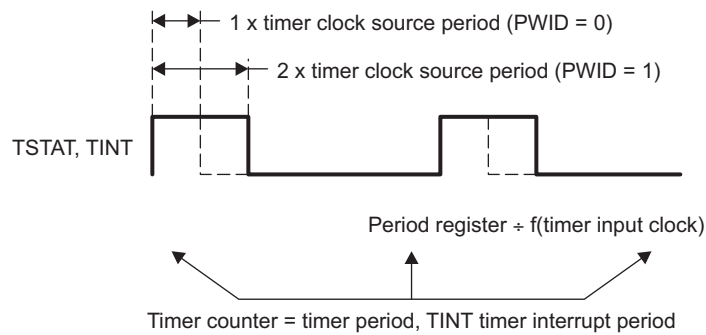 1 x timer clock source period (PWID = 0)
2 x timer clock source period (PWID = 1)
TSTAT, TINT
Period register ÷ f(timer input clock)
Timer counter = timer period, TINT timer interrupt period